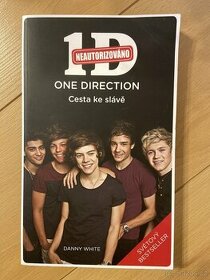 1D
NEAUTORIZOVÁNO
ONE DIRECTION
Cesta ke slávě
DANNY WHITE
SVĚTOVÝ
BESTSELLER